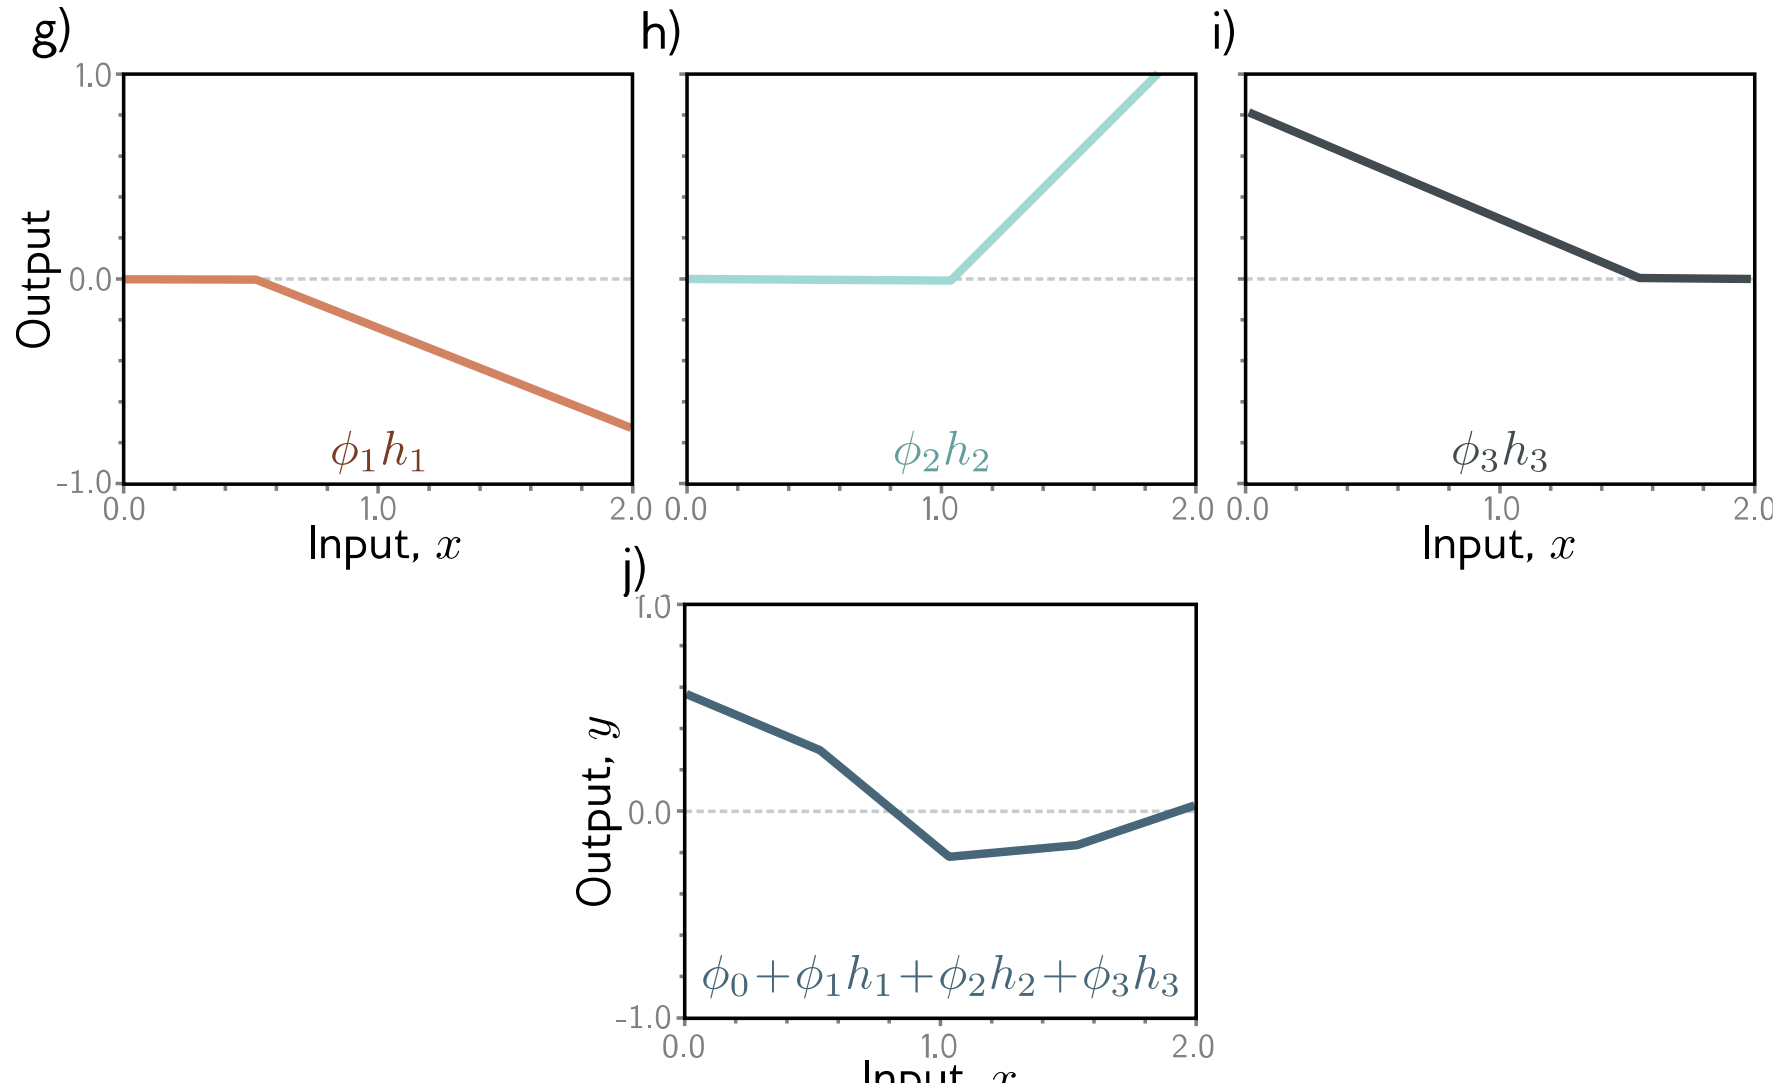 g) h) i)
1.0
Output
0.0
-1.0
ϕ₁h₁ ϕ₂h₂ ϕ₃h₃
0.0 1.0 2.0 0.0 1.0 2.0 0.0 1.0 2.0
Input, x Input, x
j)
1.0
Output, y
0.0
-1.0
ϕ₀+ϕ₁h₁+ϕ₂h₂+ϕ₃h₃
0.0 1.0 2.0
Input, x